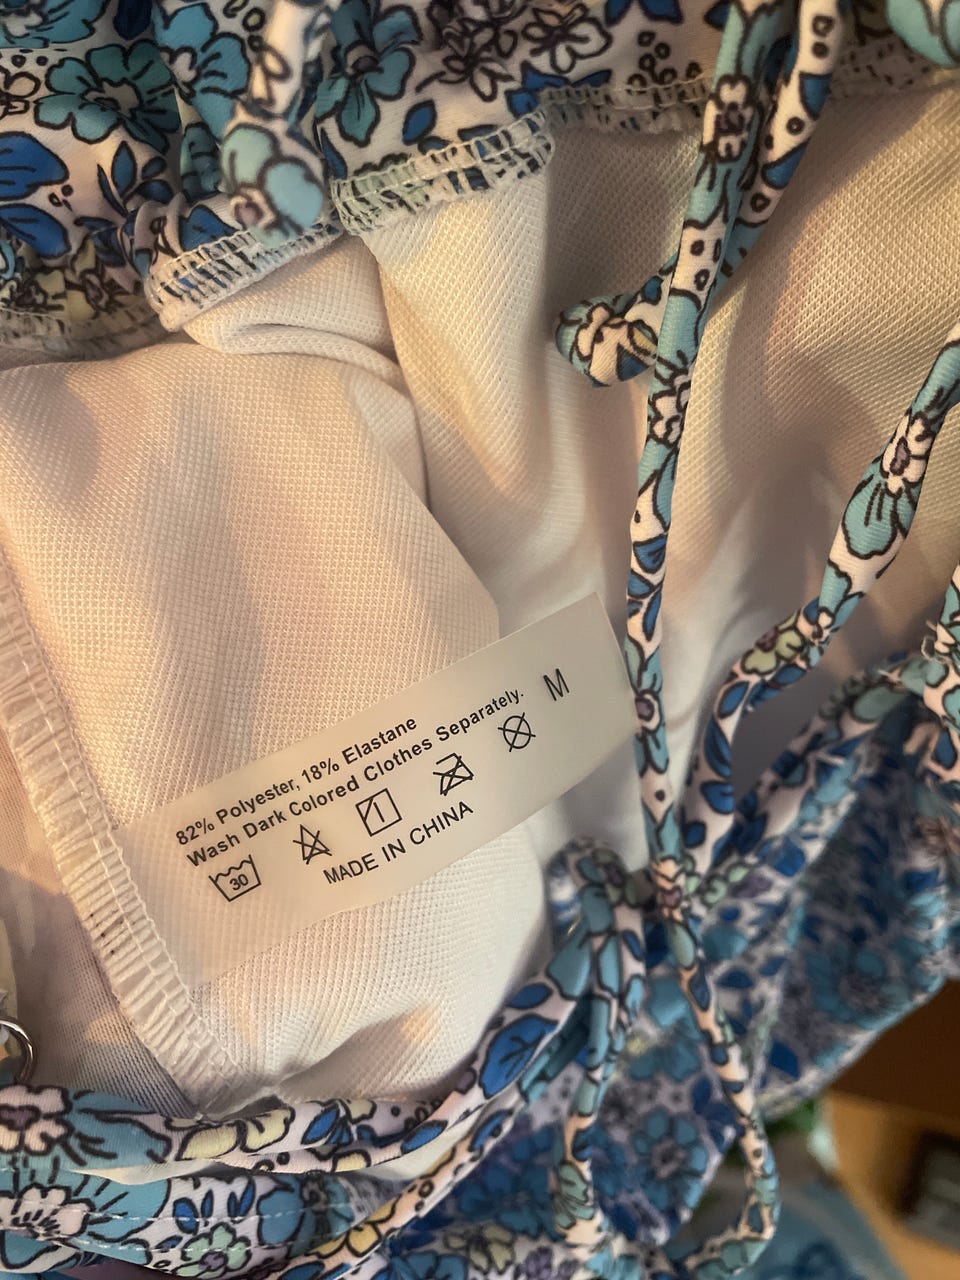 82% Polyester, 18% Elastane
Wash Dark Colored Clothes Separately.
M
30
MADE IN CHINA